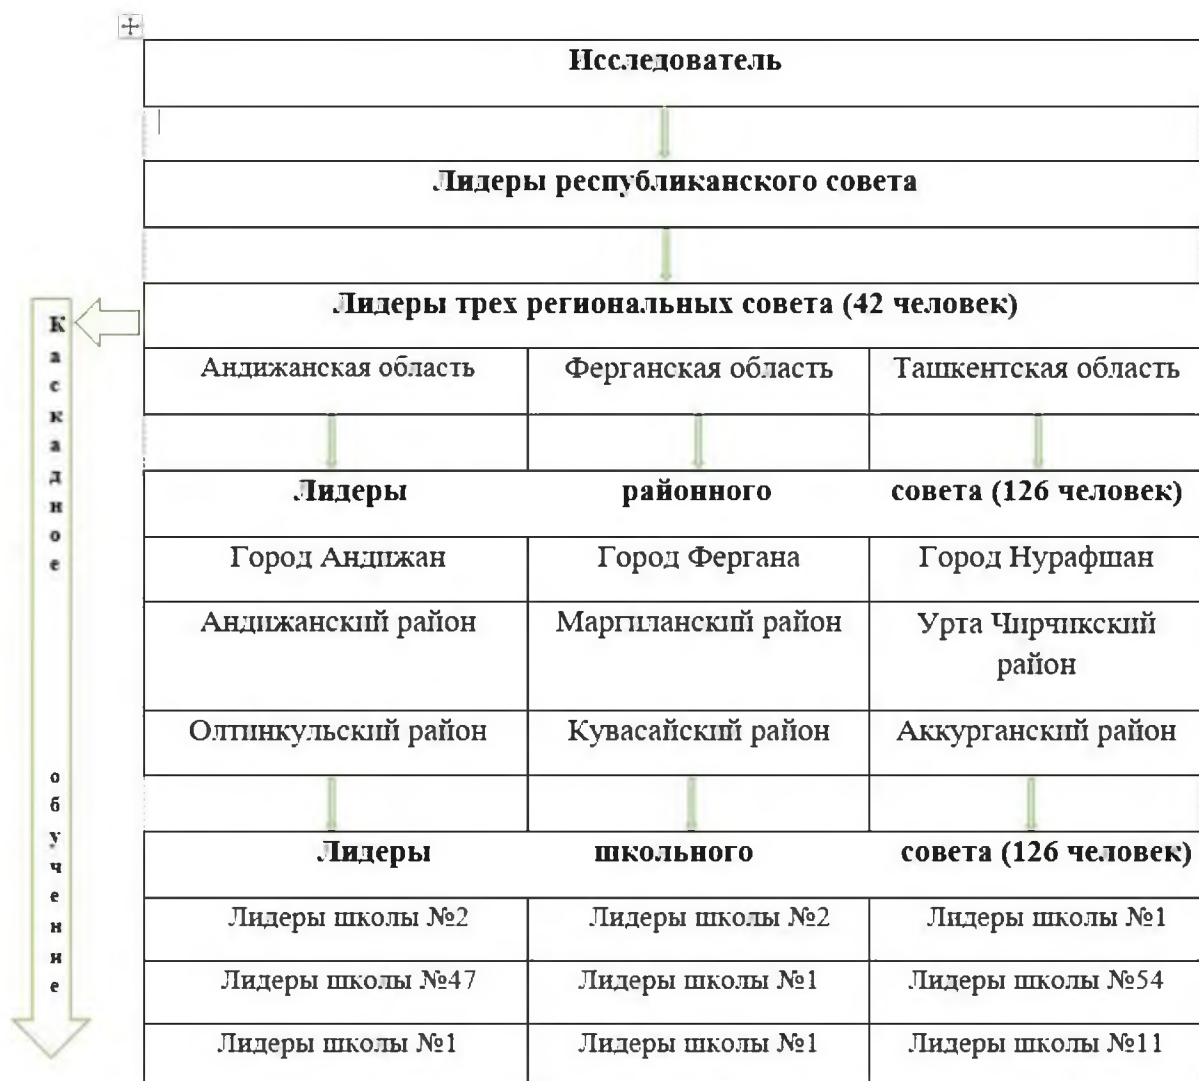 Исследователь
Лидеры республиканского совета
Лидеры трех региональных совета (42 человек)
Андижанская область Ферганская область Ташкентская область
Лидеры районного совета (126 человек)
Город Андижан Город Фергана Город Нурафшан
Андижанский район Маргиланский район Урта Чирчикский
район
Олтинкульский район Кувасайский район Аккурганский район
Лидеры школьного совета (126 человек)
Лидеры школы №2 Лидеры школы №2 Лидеры школы №1
Лидеры школы №47 Лидеры школы №1 Лидеры школы №54
Лидеры школы №1 Лидеры школы №1 Лидеры школы №11
Каскадное обучение